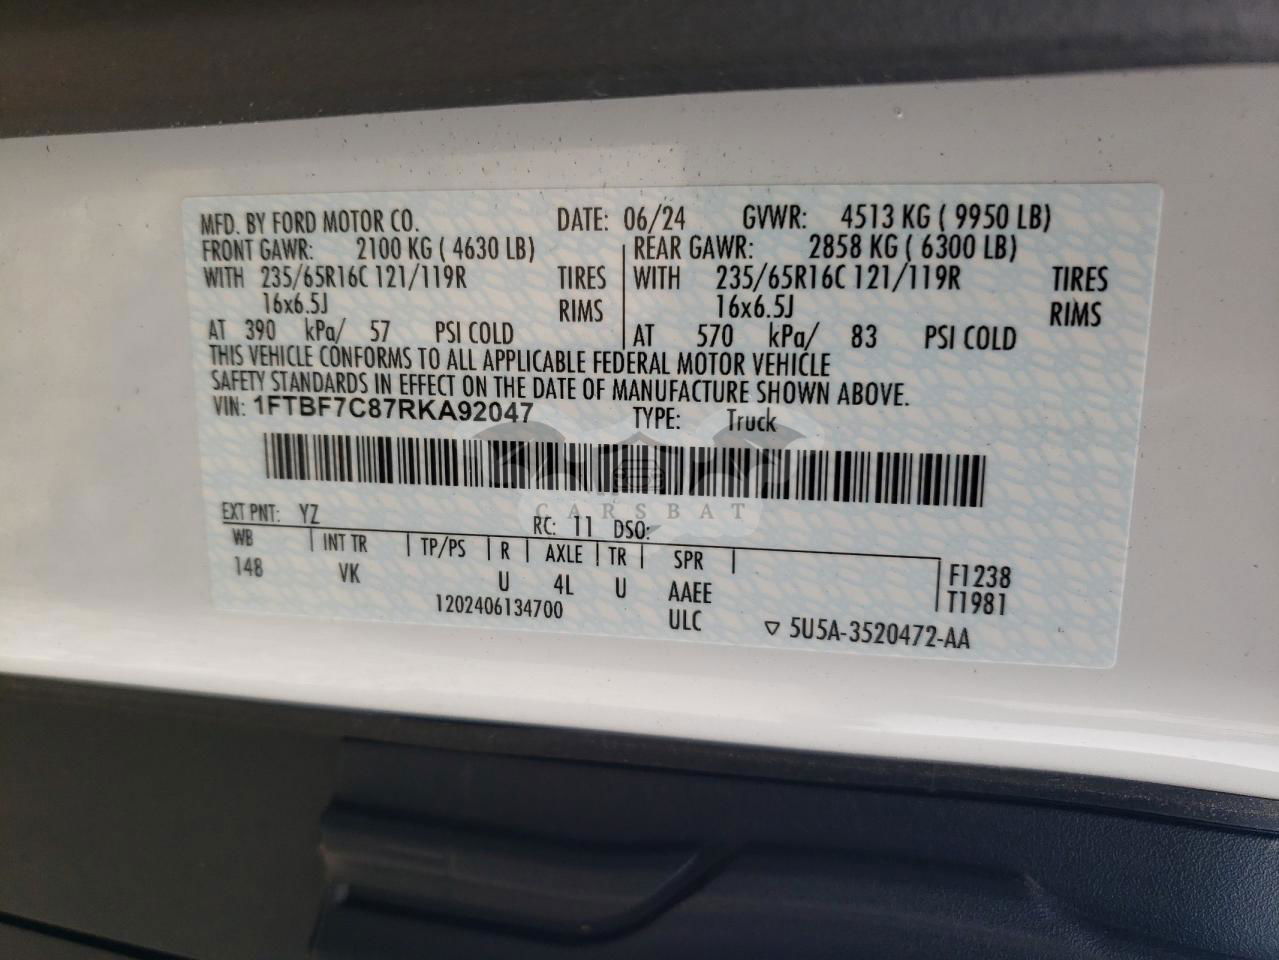 MFD. BY FORD MOTOR CO. DATE: 06/24 GVWR: 4513 KG ( 9950 LB)
FRONT GAWR: 2100 KG ( 4630 LB) REAR GAWR: 2858 KG ( 6300 LB)
WITH 235/65R16C 121/119R TIRES WITH 235/65R16C 121/119R TIRES
16x6.5J RIMS 16x6.5J RIMS
AT 390 kPa/ 57 PSI COLD AT 570 kPa/ 83 PSI COLD
THIS VEHICLE CONFORMS TO ALL APPLICABLE FEDERAL MOTOR VEHICLE
SAFETY STANDARDS IN EFFECT ON THE DATE OF MANUFACTURE SHOWN ABOVE.
VIN: 1FTBF7C87RKA92047 TYPE: Truck
CARSBAT
EXT PNT: YZ RC: 11 DSO:
WB INT TR TP/PS R AXLE TR SPR
148 VK U 4L U AAEE F1238
1202406134700 ULC T1981
5U5A-3520472-AA